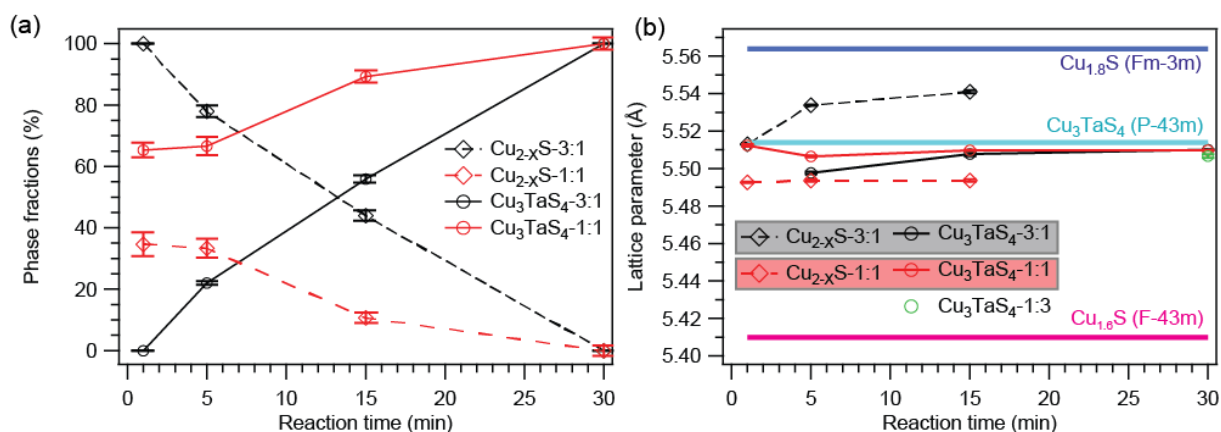 (a)
Phase fractions (%)
100
80
60
40
20
0
Cu2-XS-3:1
Cu2-XS-1:1
Cu3TaS4-3:1
Cu3TaS4-1:1
0 5 10 15 20 25 30
Reaction time (min)
(b)
Lattice parameter (Å)
5.56
5.54
5.52
5.50
5.48
5.46
5.44
5.42
5.40
Cu1.8S (Fm-3m)
Cu3TaS4 (P-43m)
Cu2-XS-3:1 Cu3TaS4-3:1
Cu2-XS-1:1 Cu3TaS4-1:1
Cu3TaS4-1:3
Cu1.6S (F-43m)
0 5 10 15 20 25 30
Reaction time (min)